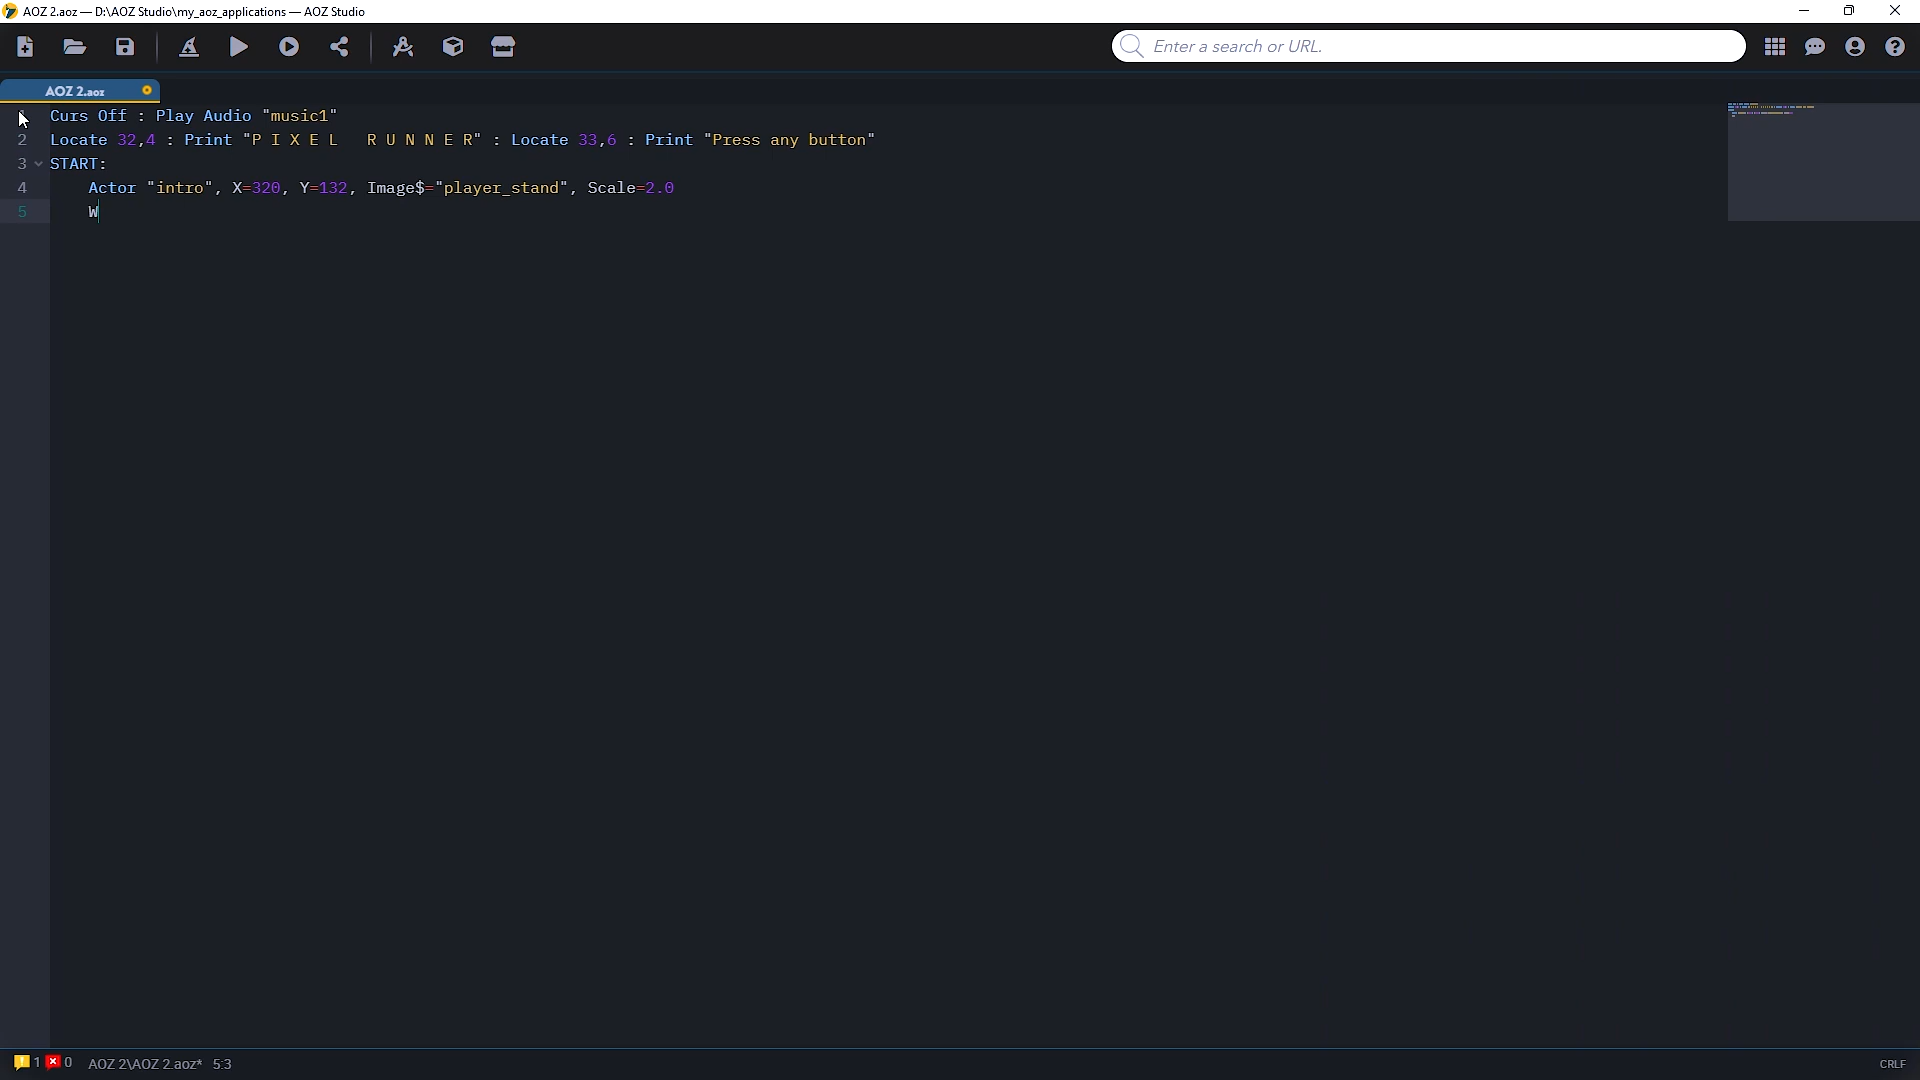 AOZ 2.aoz — D:\AOZ Studio\my_aoz_applications — AOZ Studio
Enter a search or URL.
AOZ 2.aoz
Curs Off : Play Audio "music1"
2 Locate 32,4 : Print "P I X E L   R U N N E R" : Locate 33,6 : Print "Press any button"
3 START:
4 Actor "intro", X=320, Y=132, Image$="player_stand", Scale=2.0
5 W
1 0 AOZ 2\AOZ 2.aoz* 5:3 CRLF